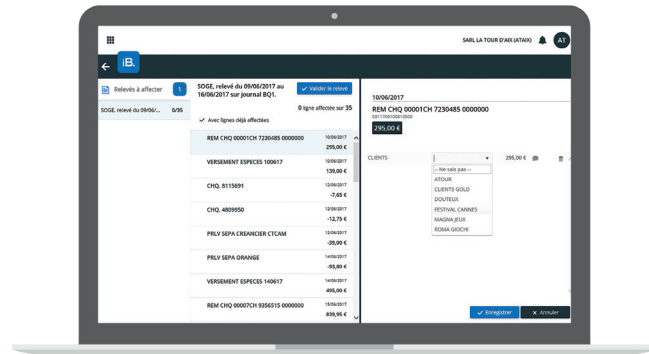 SARL LA TOUR D'AIX (ATAIX)
AT
iB.
Relevés à affecter
1
SOGE, relevé du 09/06/...
0/35
SOGE, relevé du 09/06/2017 au
16/06/2017 sur journal BQ1.
Valider le relevé
0 ligne affectée sur 35
Avec lignes déjà affectées
REM CHQ 00001CH 7230485 0000000
10/06/2017
295,00 €
VERSEMENT ESPECES 100617
10/06/2017
139,00 €
CHQ. 8115691
12/06/2017
-7,65 €
CHQ. 4809950
12/06/2017
-12,75 €
PRLV SEPA CREANCIER CTCAM
12/06/2017
-39,00 €
PRLV SEPA ORANGE
14/06/2017
-93,80 €
VERSEMENT ESPECES 140617
14/06/2017
495,00 €
REM CHQ 00007CH 9356515 0000000
15/06/2017
839,95 €
10/06/2017
REM CHQ 00001CH 7230485 0000000
295,00 €
CLIENTS
295,00 €
-- Ne sais pas --
ATOUR
CLIENTS GOLD
DOUTEUX
FESTIVAL CANNES
MAGNA JEUX
ROMA GIOCHI
Enregistrer
Annuler